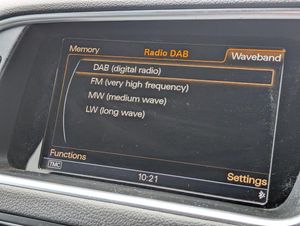 Memory
Radio DAB
Waveband
DAB (digital radio)
FM (very high frequency)
MW (medium wave)
LW (long wave)
Functions
Settings
TMC
10:21